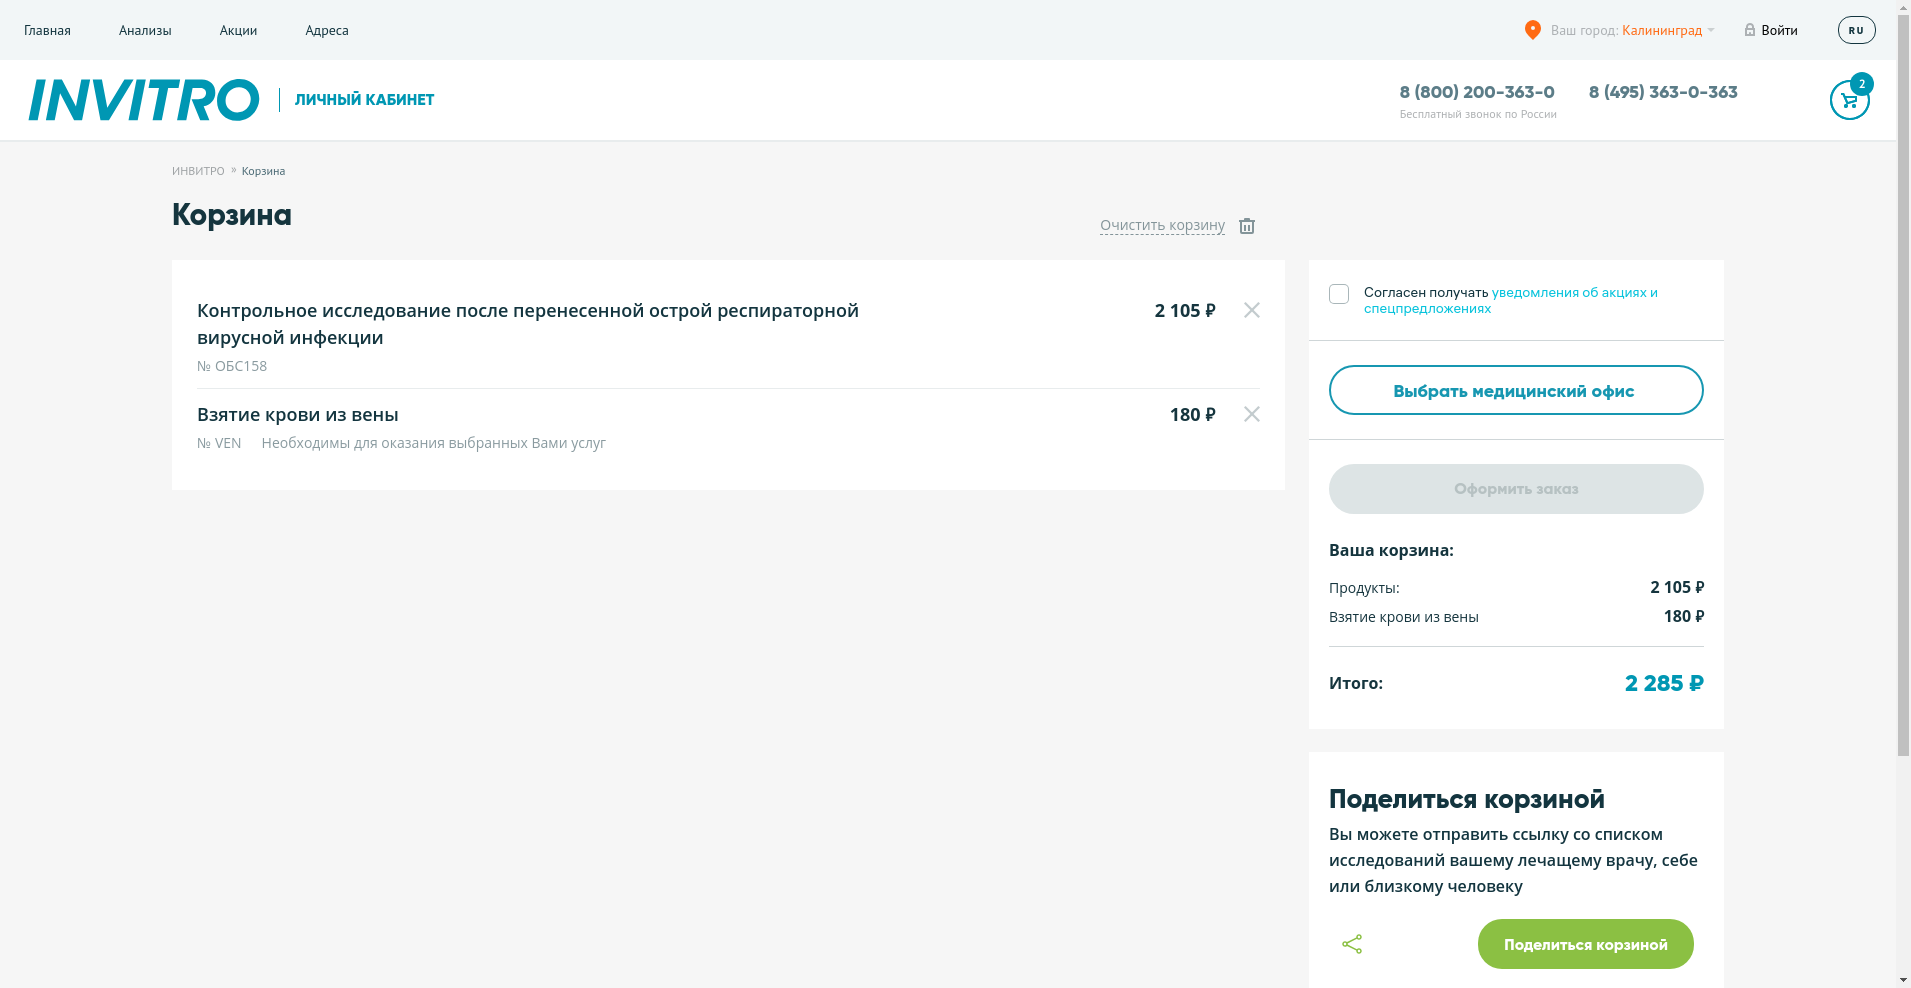 Главная Анализы Акции Адреса Ваш город: Калининград Войти RU
INVITRO ЛИЧНЫЙ КАБИНЕТ 8 (800) 200-363-0 8 (495) 363-0-363 2
Бесплатный звонок по России
ИНВИТРО » Корзина
Корзина
Очистить корзину
Контрольное исследование после перенесенной острой респираторной
вирусной инфекции
2 105 ₽
№ ОБС158
Взятие крови из вены 180 ₽
№ VEN Необходимы для оказания выбранных Вами услуг
Согласен получать уведомления об акциях и
спецпредложениях
Выбрать медицинский офис
Оформить заказ
Ваша корзина:
Продукты: 2 105 ₽
Взятие крови из вены 180 ₽
Итого: 2 285 ₽
Поделиться корзиной
Вы можете отправить ссылку со списком
исследований вашему лечащему врачу, себе
или близкому человеку
Поделиться корзиной